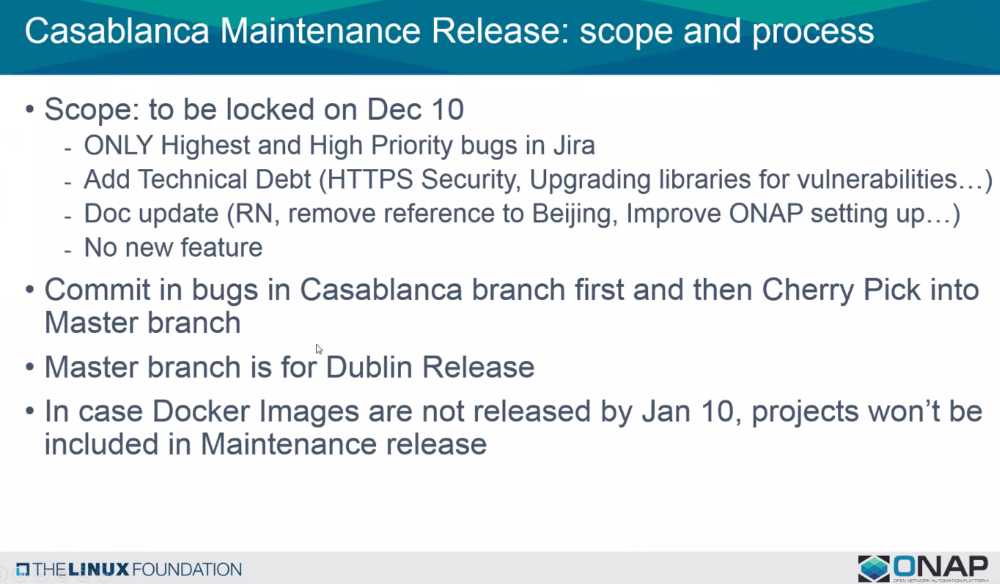 Casablanca Maintenance Release: scope and process
• Scope: to be locked on Dec 10
- ONLY Highest and High Priority bugs in Jira
- Add Technical Debt (HTTPS Security, Upgrading libraries for vulnerabilities…)
- Doc update (RN, remove reference to Beijing, Improve ONAP setting up…)
- No new feature
• Commit in bugs in Casablanca branch first and then Cherry Pick into
Master branch
• Master branch is for Dublin Release
• In case Docker Images are not released by Jan 10, projects won’t be
included in Maintenance release
THE LINUX FOUNDATION
ONAP
OPEN NETWORK AUTOMATION PLATFORM